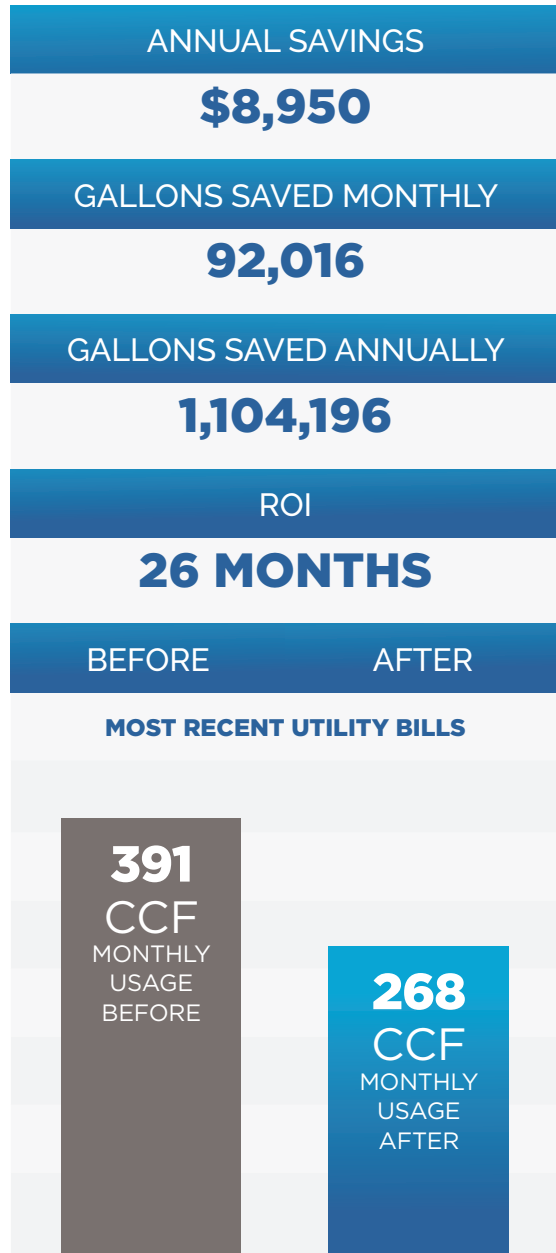 ANNUAL SAVINGS
$8,950
GALLONS SAVED MONTHLY
92,016
GALLONS SAVED ANNUALLY
1,104,196
ROI
26 MONTHS
BEFORE AFTER
MOST RECENT UTILITY BILLS
391
CCF
MONTHLY
USAGE
BEFORE
268
CCF
MONTHLY
USAGE
AFTER